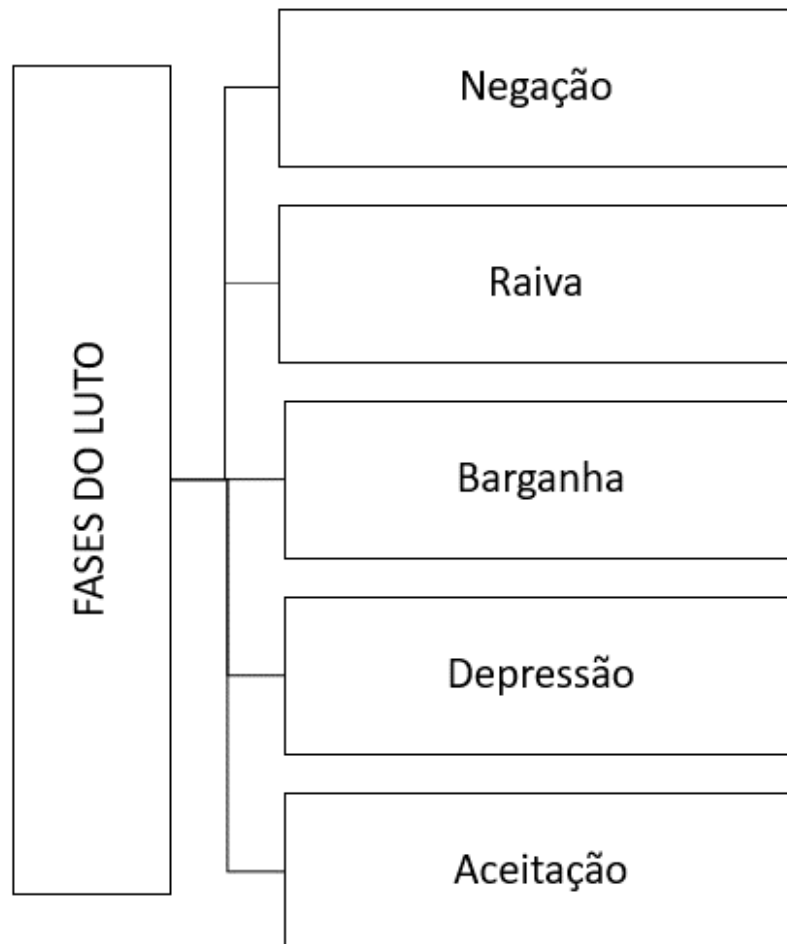 FASES DO LUTO
Negação
Raiva
Barganha
Depressão
Aceitação